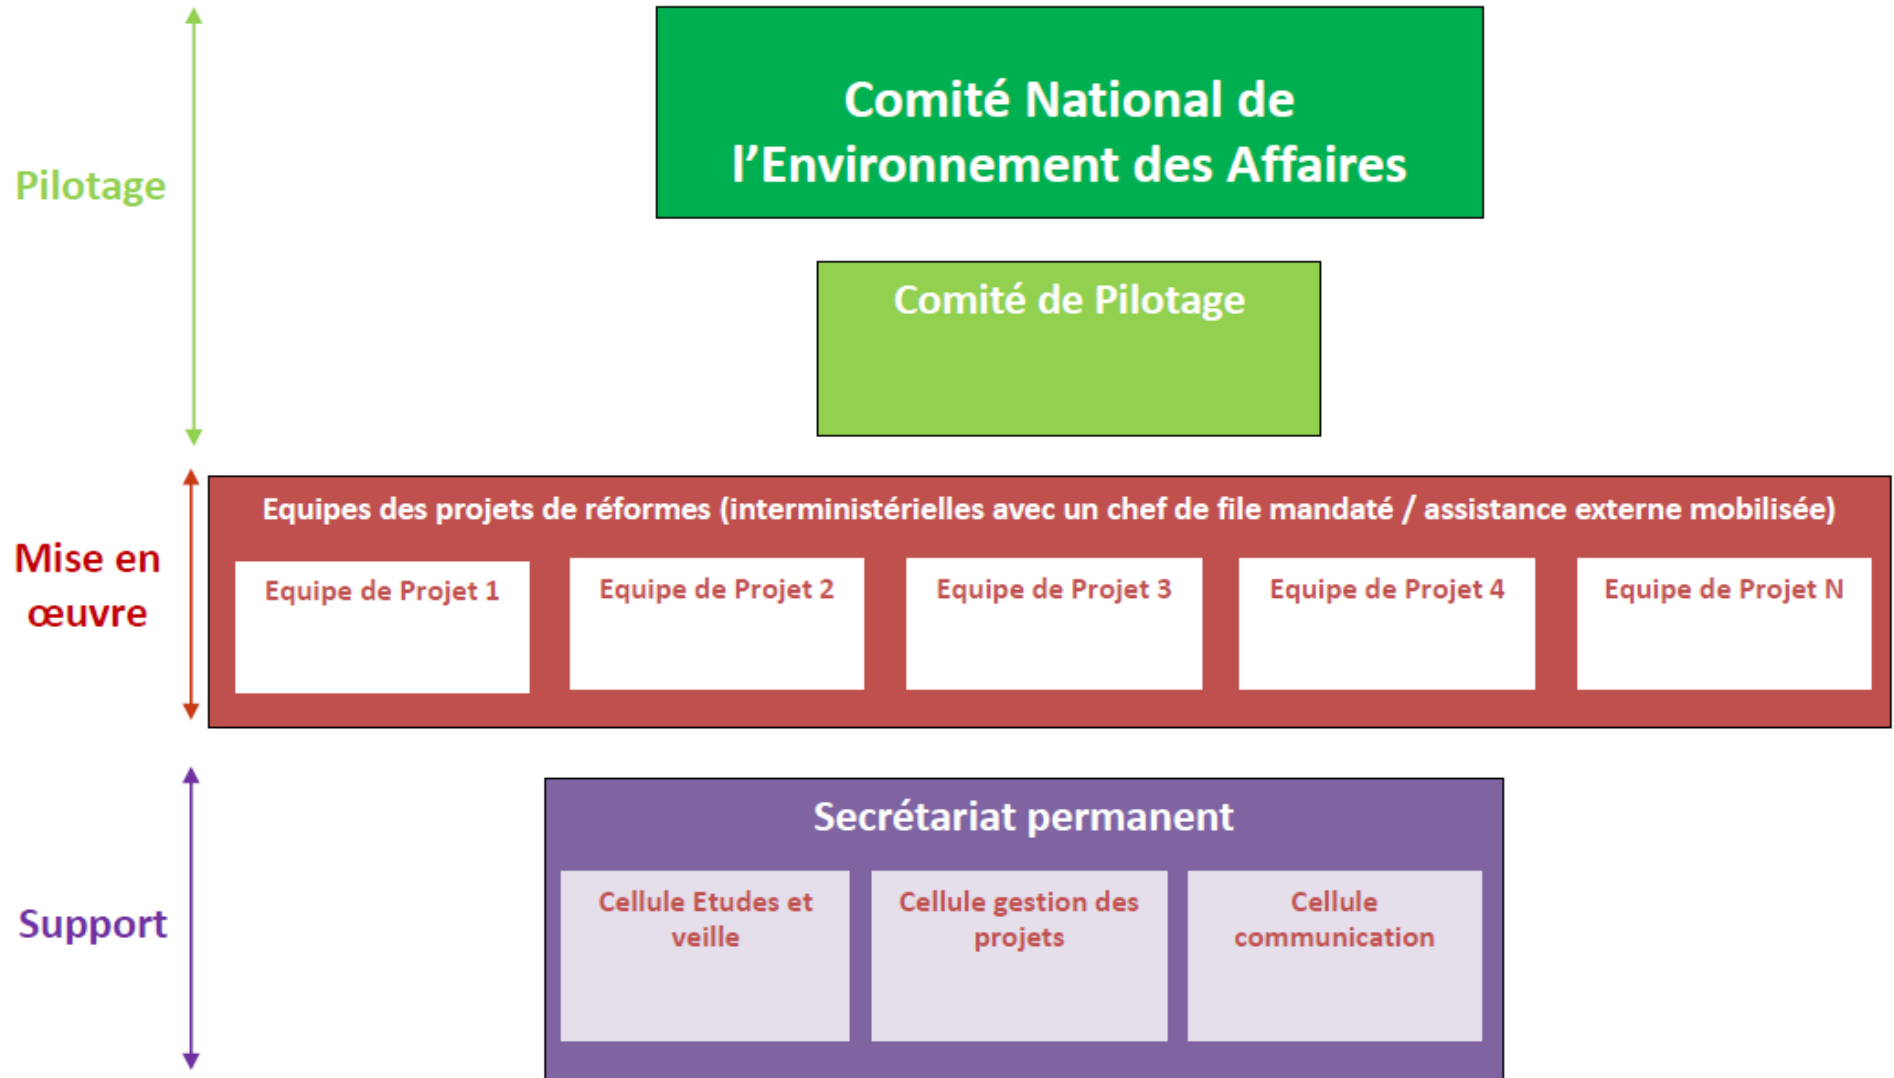 Pilotage
Comité National de
l’Environnement des Affaires
Comité de Pilotage
Mise en
œuvre
Equipes des projets de réformes (interministérielles avec un chef de file mandaté / assistance externe mobilisée)
Equipe de Projet 1
Equipe de Projet 2
Equipe de Projet 3
Equipe de Projet 4
Equipe de Projet N
Support
Secrétariat permanent
Cellule Etudes et
veille
Cellule gestion des
projets
Cellule
communication